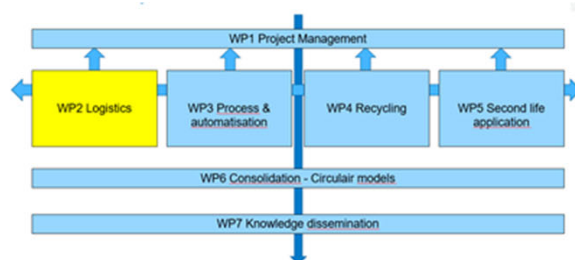 WP1 Project Management
WP2 Logistics
WP3 Process &
automatisation
WP4 Recycling
WP5 Second life
application
WP6 Consolidation - Circulair models
WP7 Knowledge dissemination